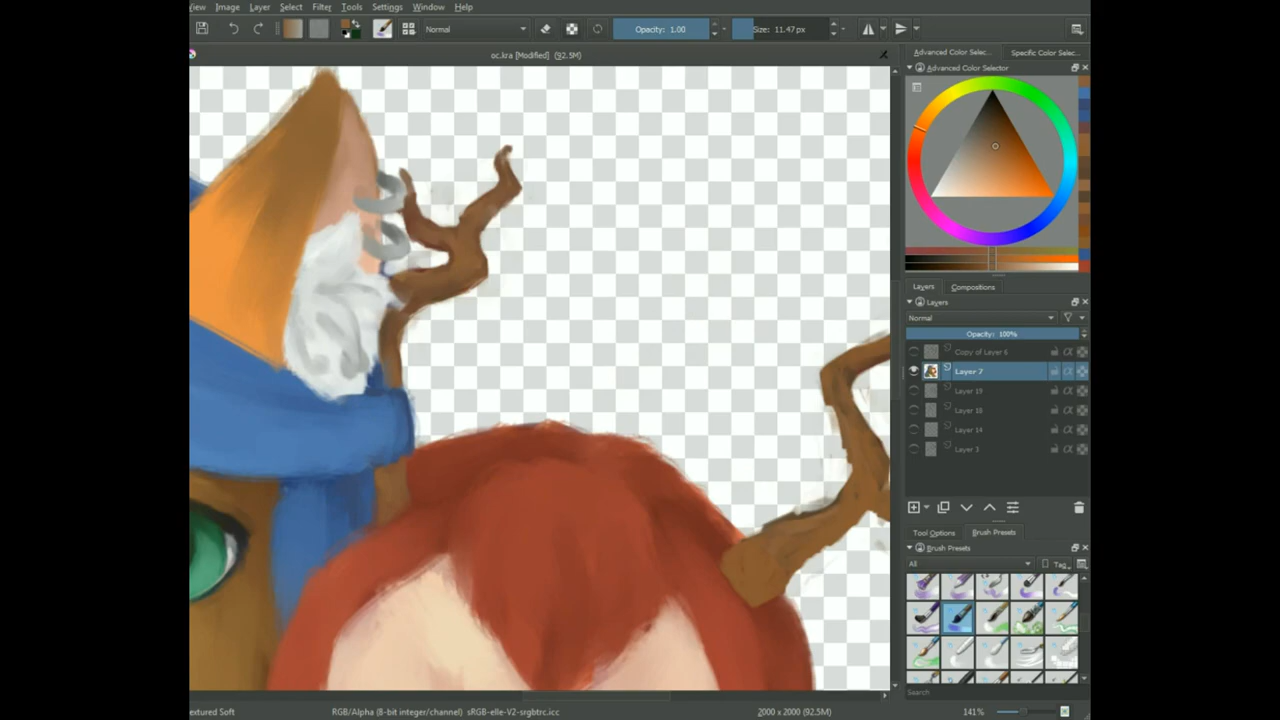 View Image Layer Select Filter Tools Settings Window Help
Normal Opacity: 1.00 Size: 11.47 px
oc.kra [Modified] (92.5M)
Advanced Color Selec... Specific Color Selec...
Advanced Color Selector
Layers Compositions
Layers
Normal
Opacity: 100%
Copy of Layer 6
Layer 7
Layer 19
Layer 18
Layer 14
Layer 3
Tool Options Brush Presets
Brush Presets
All Tag
Search
extured Soft RGB/Alpha (8-bit integer/channel) sRGB-elle-V2-srgbtrc.icc 2000 x 2000 (92.5M) 141%